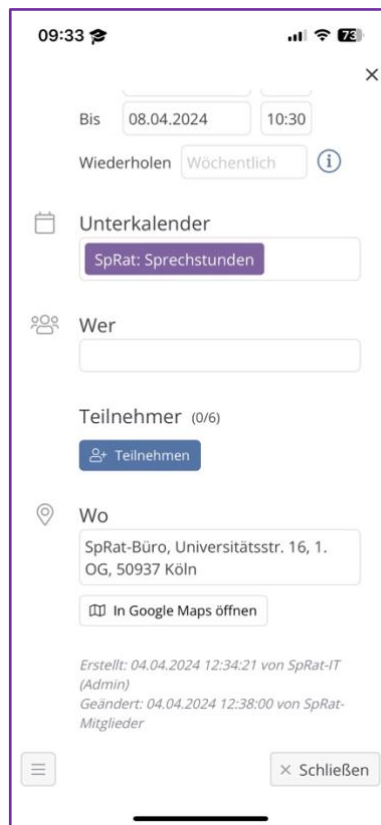 09:33
73
Bis 08.04.2024 10:30
Wiederholen Wöchentlich
Unterkalender
SpRat: Sprechstunden
Wer
Teilnehmer (0/6)
Teilnehmen
Wo
SpRat-Büro, Universitätsstr. 16, 1.
OG, 50937 Köln
In Google Maps öffnen
Erstellt: 04.04.2024 12:34:21 von SpRat-IT
(Admin)
Geändert: 04.04.2024 12:38:00 von SpRat-
Mitglieder
Schließen